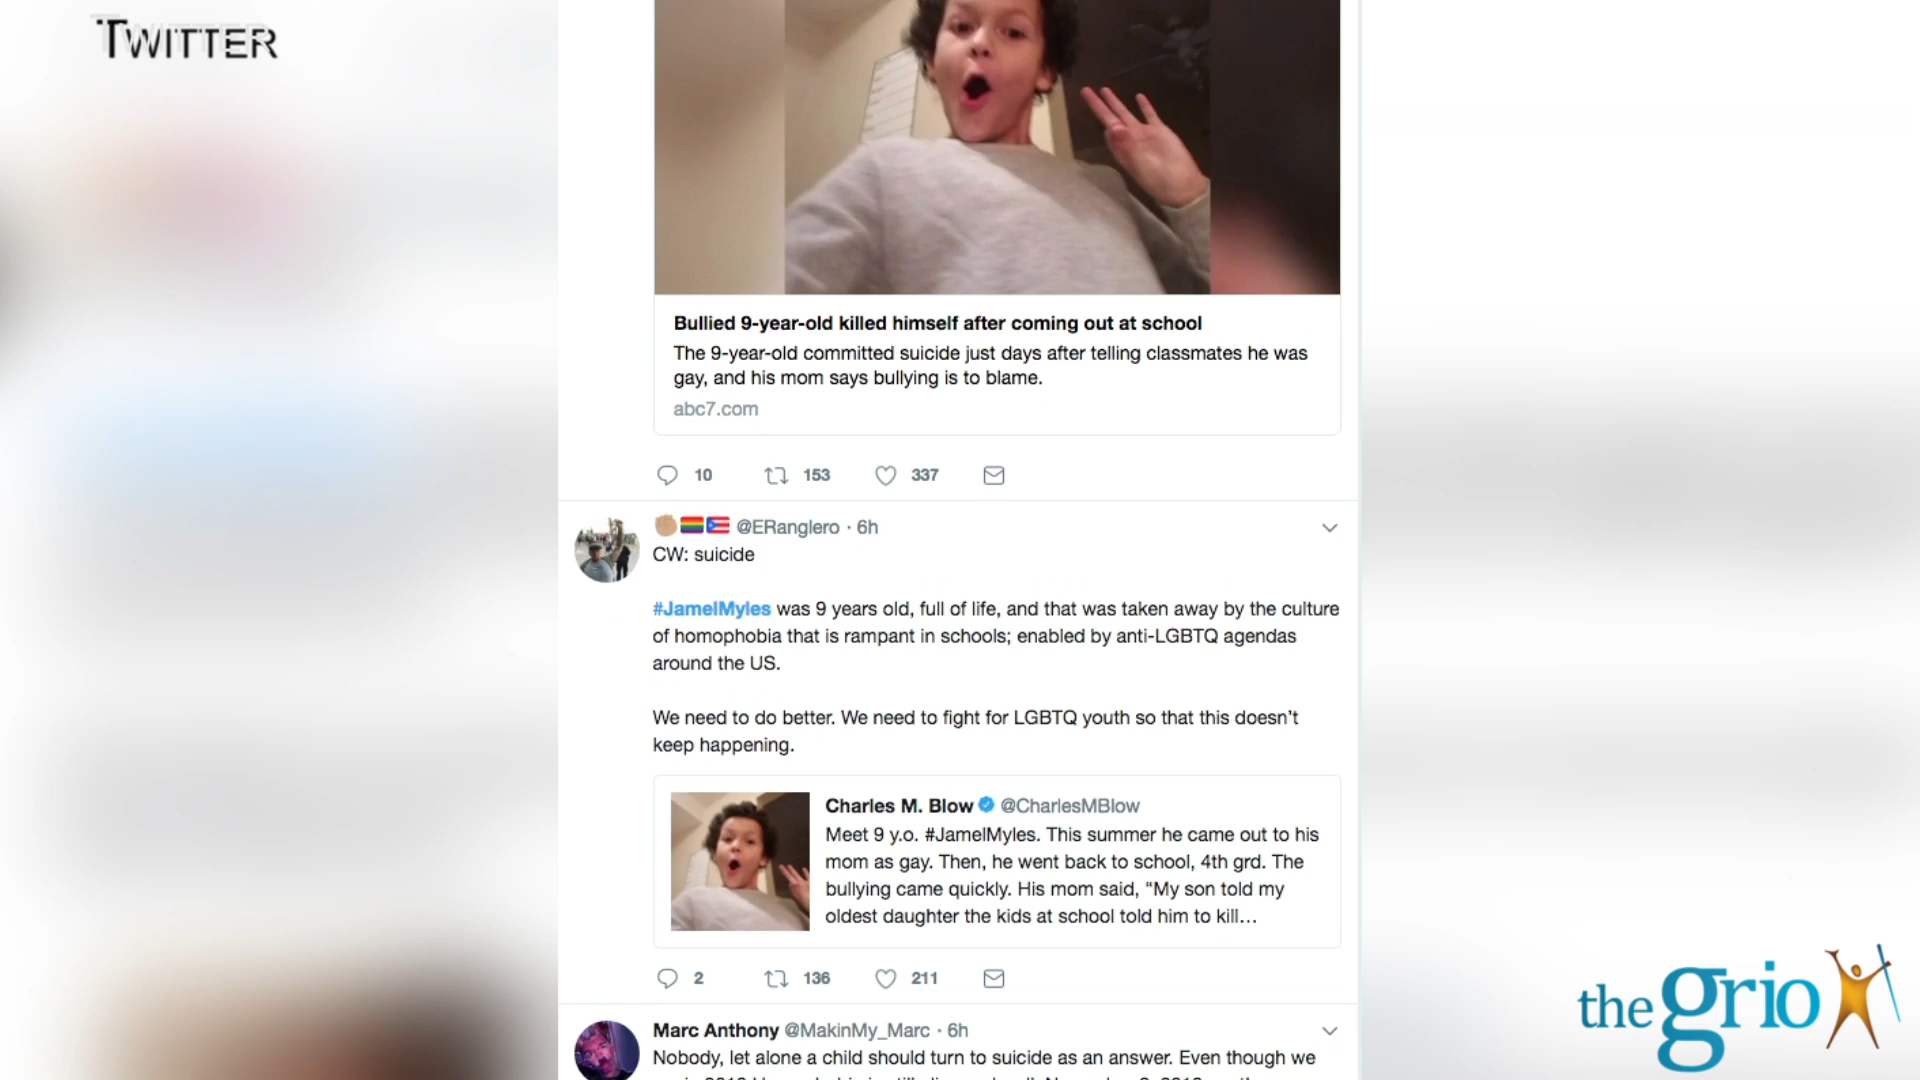 TWITTER
Bullied 9-year-old killed himself after coming out at school
The 9-year-old committed suicide just days after telling classmates he was
gay, and his mom says bullying is to blame.
abc7.com
10 153 337
@ERanglero · 6h
CW: suicide
#JamelMyles was 9 years old, full of life, and that was taken away by the culture
of homophobia that is rampant in schools; enabled by anti-LGBTQ agendas
around the US.
We need to do better. We need to fight for LGBTQ youth so that this doesn't
keep happening.
Charles M. Blow @CharlesMBlow
Meet 9 y.o. #JamelMyles. This summer he came out to his
mom as gay. Then, he went back to school, 4th grd. The
bullying came quickly. His mom said, “My son told my
oldest daughter the kids at school told him to kill…
2 136 211
Marc Anthony @MakinMy_Marc · 6h
Nobody, let alone a child should turn to suicide as an answer. Even though we
the grio